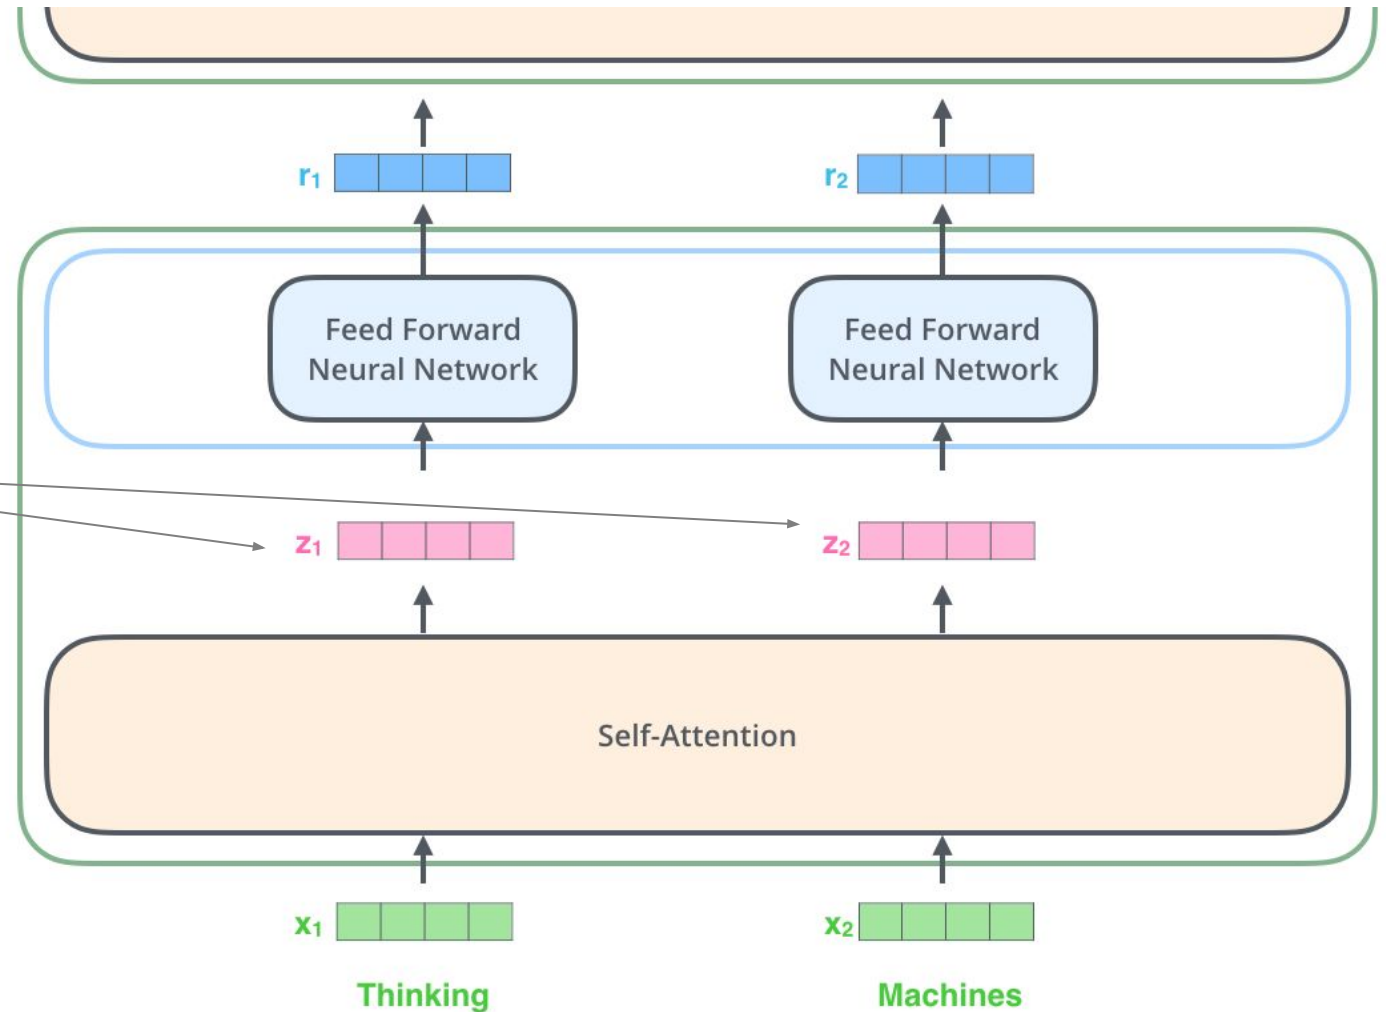 r1
r2
Feed Forward
Neural Network
Feed Forward
Neural Network
z1
z2
Self-Attention
x1
x2
Thinking
Machines